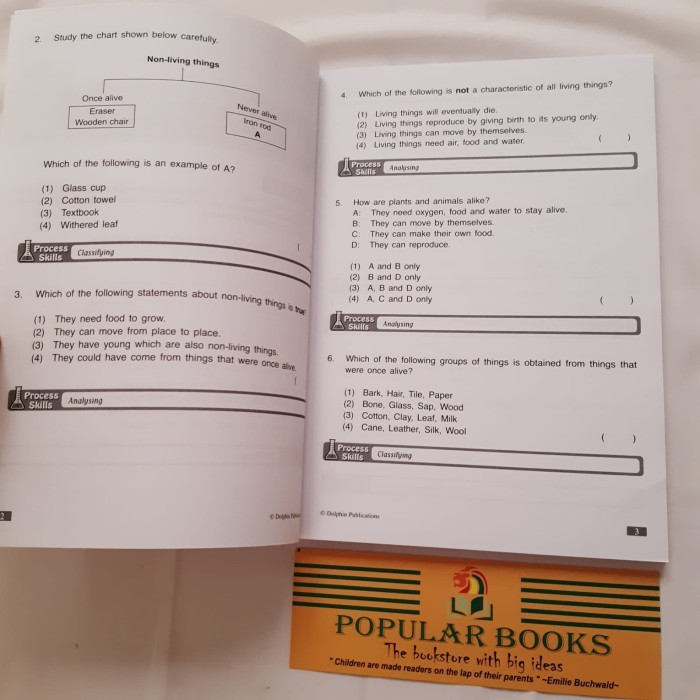 2. Study the chart shown below carefully.
Non-living things
Once alive
Eraser
Wooden chair
Never alive
Iron rod
A
Which of the following is an example of A?
(1) Glass cup
(2) Cotton towel
(3) Textbook
(4) Withered leaf
Process
Skills
Classifying
3. Which of the following statements about non-living things is true?
(1) They need food to grow.
(2) They can move from place to place.
(3) They have young which are also non-living things.
(4) They could have come from things that were once alive.
Process
Skills
Analysing
2
4. Which of the following is not a characteristic of all living things?
(1) Living things will eventually die.
(2) Living things reproduce by giving birth to its young only.
(3) Living things can move by themselves.
(4) Living things need air, food and water. ( )
Process
Skills
Analysing
5. How are plants and animals alike?
A: They need oxygen, food and water to stay alive.
B: They can move by themselves.
C: They can make their own food.
D: They can reproduce.
(1) A and B only
(2) B and D only
(3) A, B and D only
(4) A, C and D only ( )
Process
Skills
Analysing
6. Which of the following groups of things is obtained from things that
were once alive?
(1) Bark, Hair, Tile, Paper
(2) Bone, Glass, Sap, Wood
(3) Cotton, Clay, Leaf, Milk
(4) Cane, Leather, Silk, Wool ( )
Process
Skills
Classifying
© Dolphin Publications
3
POPULAR BOOKS
The bookstore with big ideas
"Children are made readers on the lap of their parents" ~Emilie Buchwald~